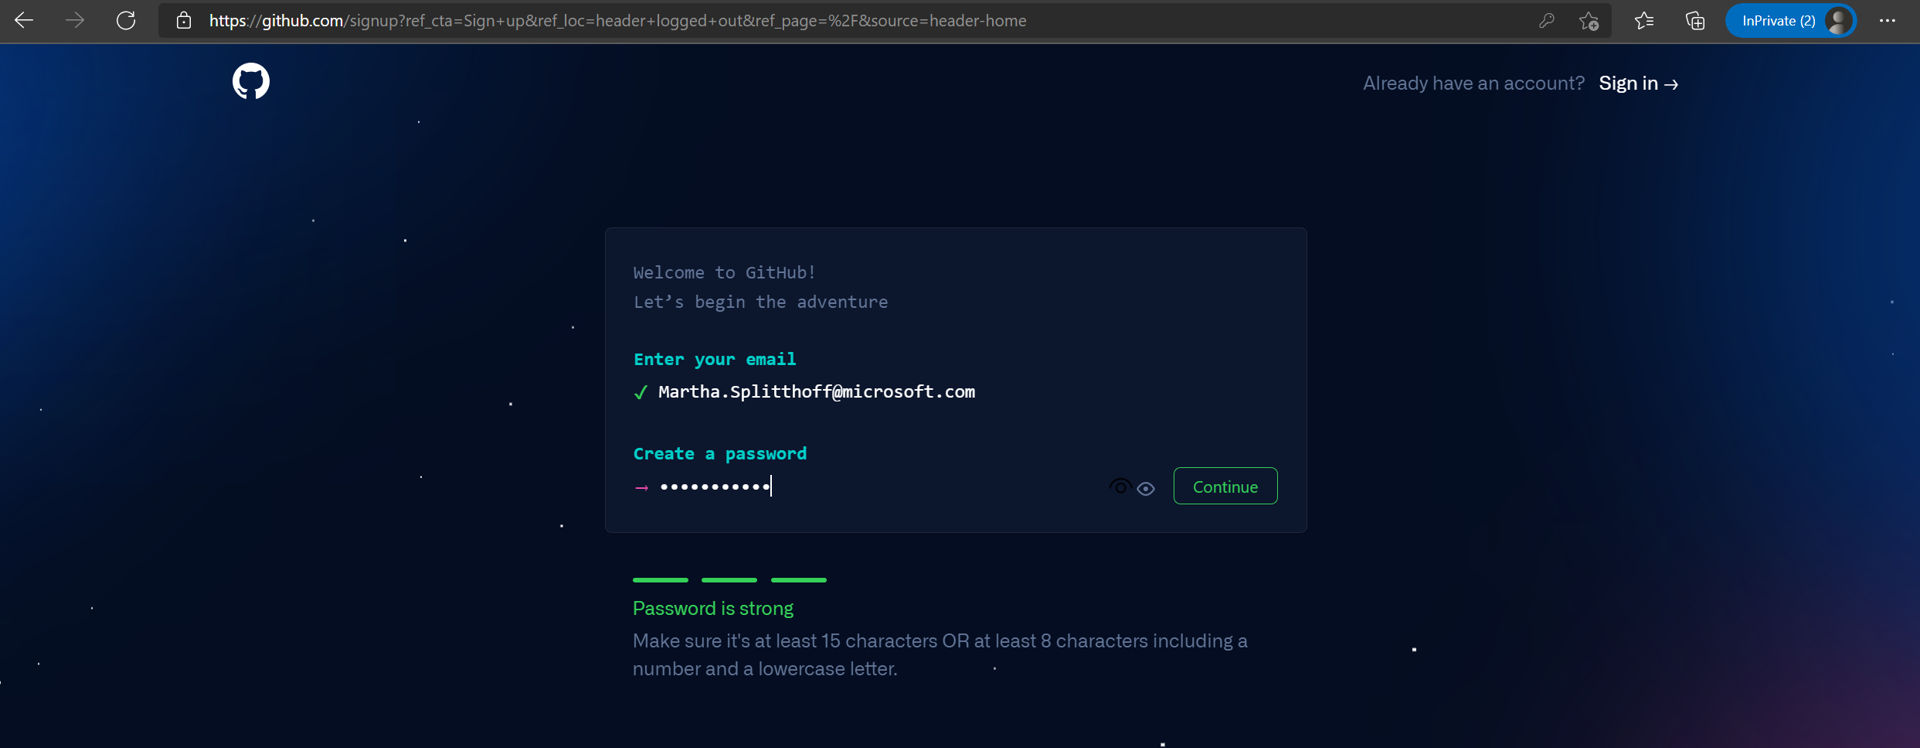 https://github.com/signup?ref_cta=Sign+up&ref_loc=header+logged+out&ref_page=%2F&source=header-home
InPrivate (2)
Already have an account? Sign in →
Welcome to GitHub!
Let’s begin the adventure
Enter your email
✓ Martha.Splitthoff@microsoft.com
Create a password
→ •••••••••••
Continue
Password is strong
Make sure it's at least 15 characters OR at least 8 characters including a
number and a lowercase letter.